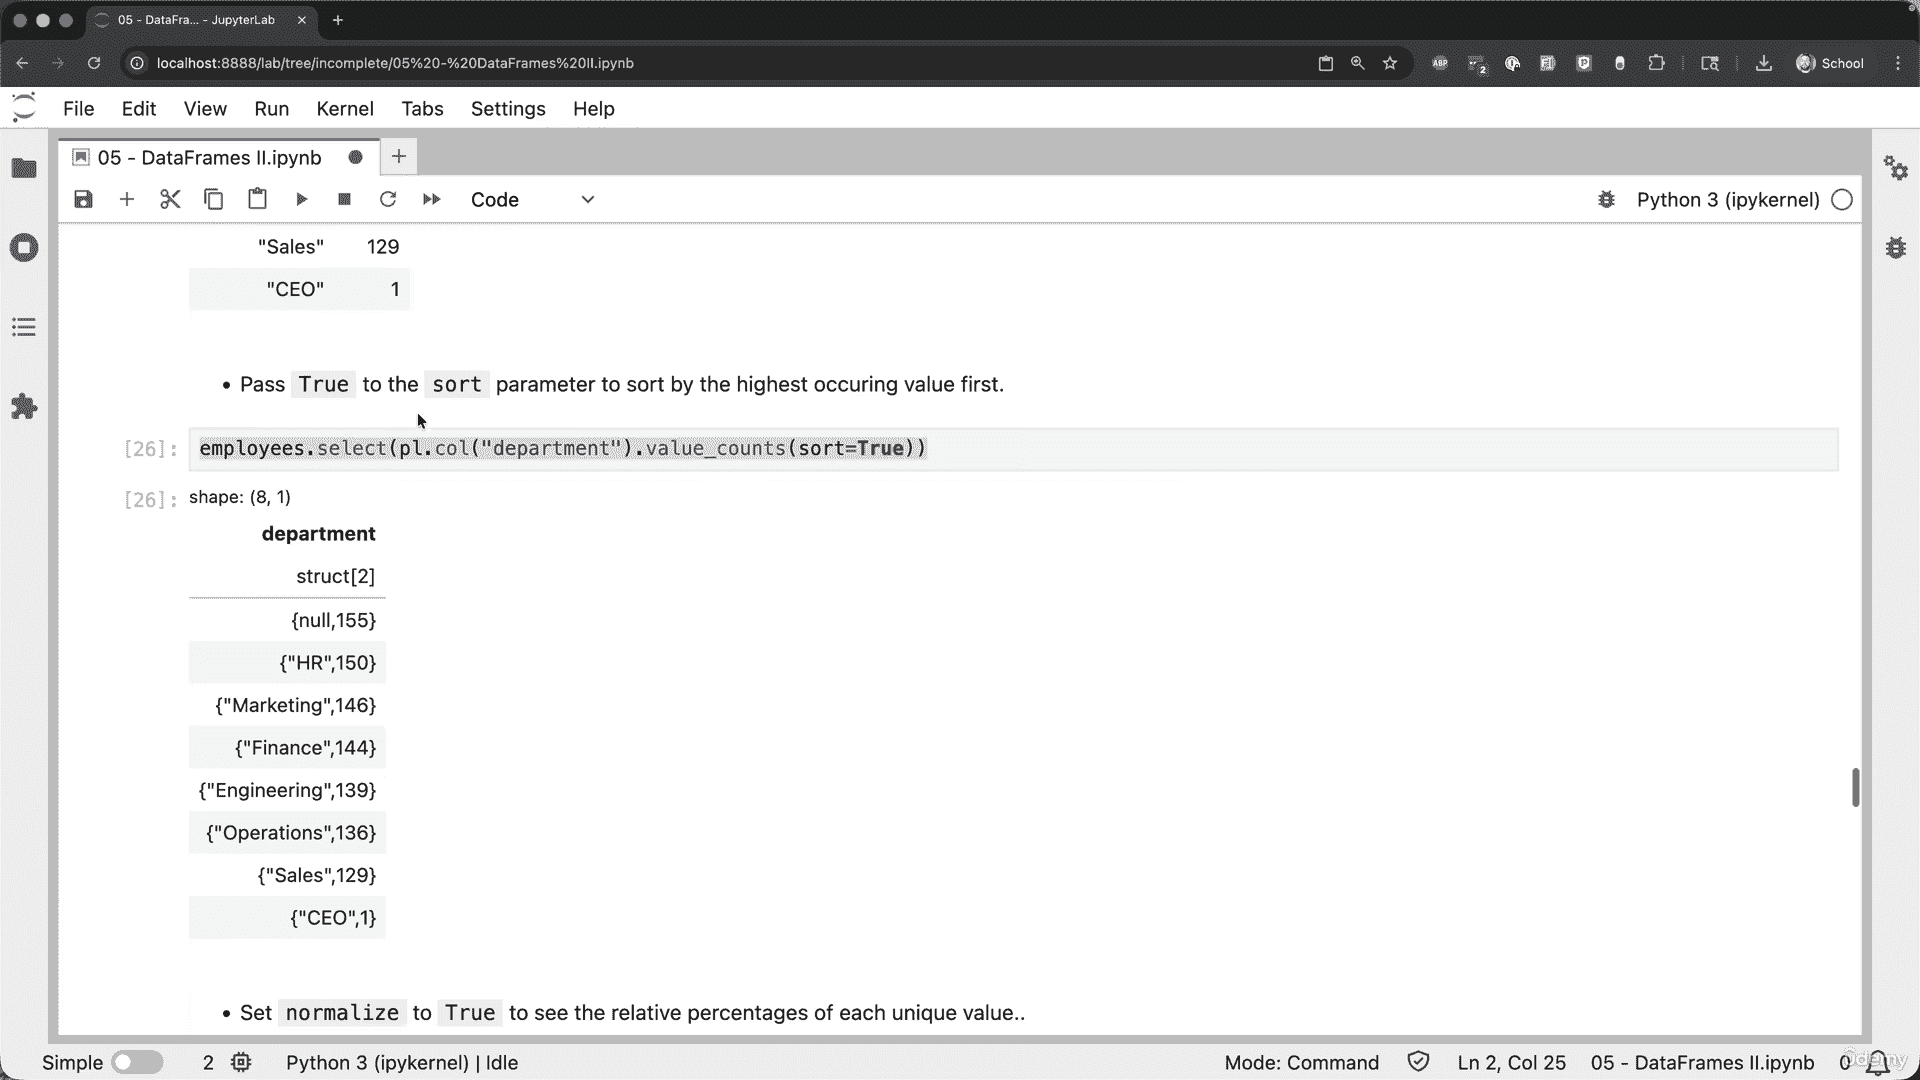 05 - DataFra... - JupyterLab
localhost:8888/lab/tree/incomplete/05%20-%20DataFrames%20II.ipynb
ABP
2
School
File Edit View Run Kernel Tabs Settings Help
05 - DataFrames II.ipynb
Code
Python 3 (ipykernel)
"Sales" 129
"CEO" 1
• Pass True to the sort parameter to sort by the highest occuring value first.
[26]: employees.select(pl.col("department").value_counts(sort=True))
[26]: shape: (8, 1)
department
struct[2]
{null,155}
{"HR",150}
{"Marketing",146}
{"Finance",144}
{"Engineering",139}
{"Operations",136}
{"Sales",129}
{"CEO",1}
• Set normalize to True to see the relative percentages of each unique value..
Simple 2 Python 3 (ipykernel) | Idle Mode: Command Ln 2, Col 25 05 - DataFrames II.ipynb 0
Udemy